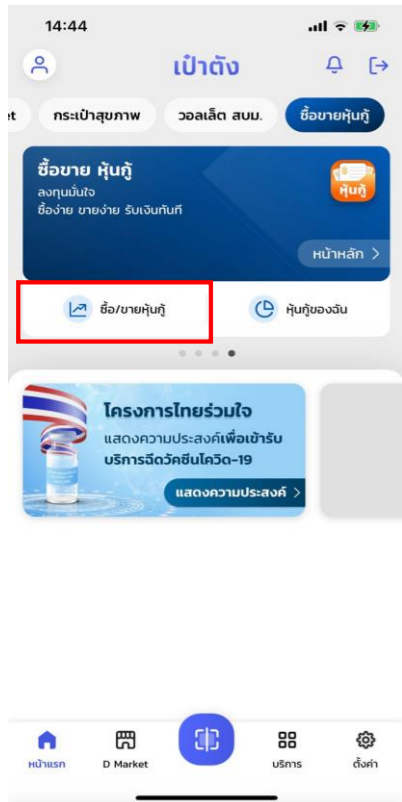 14:44
เป๋าตัง
et
กระเป๋าสุขภาพ
วอลเล็ต สบม.
ซื้อขายหุ้นกู้
ซื้อขาย หุ้นกู้
ลงทุนมั่นใจ
ซื้อง่าย ขายง่าย รับเงินทันที
หุ้นกู้
หน้าหลัก >
ซื้อ/ขายหุ้นกู้
หุ้นกู้ของฉัน
โครงการไทยร่วมใจ
แสดงความประสงค์เพื่อเข้ารับ
บริการฉีดวัคซีนโควิด-19
แสดงความประสงค์ >
หน้าแรก
D Market
บริการ
ตั้งค่า